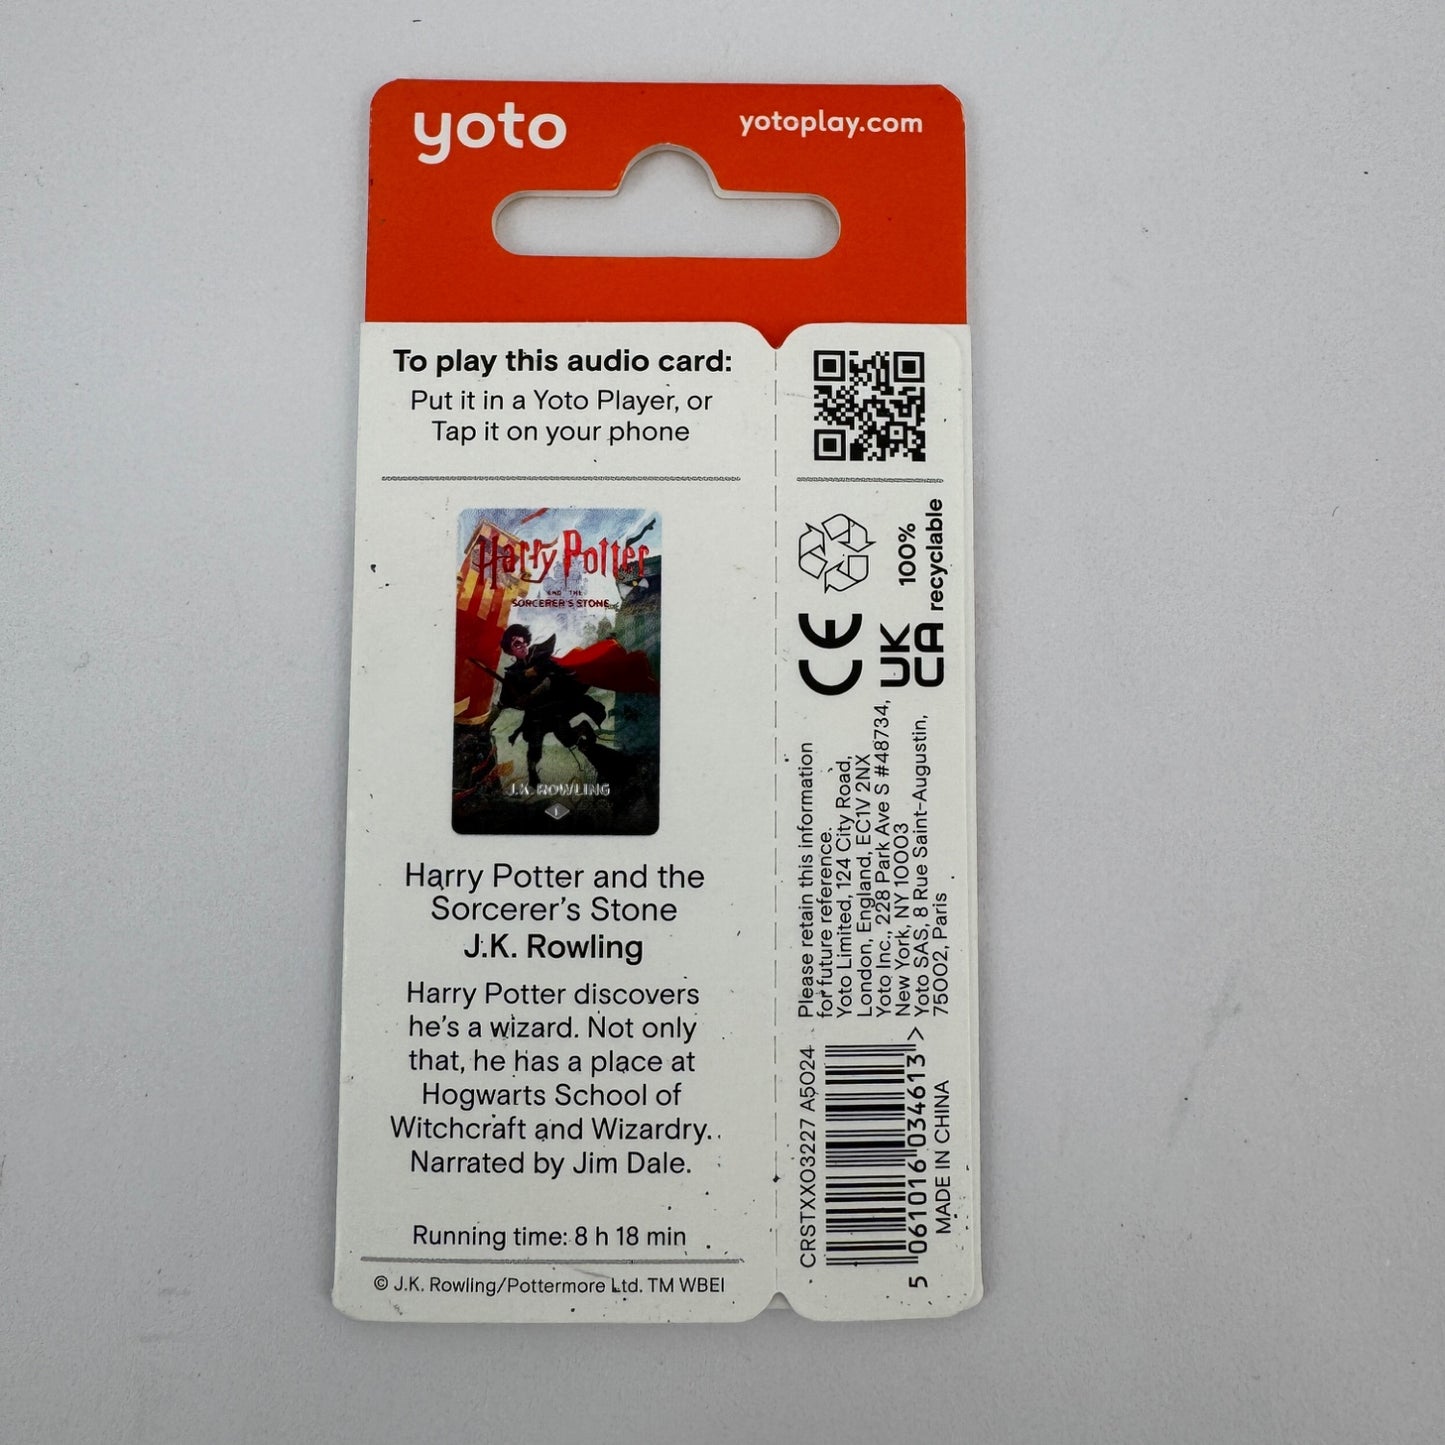 yoto
yotoplay.com
To play this audio card:
Put it in a Yoto Player, or
Tap it on your phone
Harry Potter
AND THE
SORCERER'S STONE
J.K. ROWLING
1
Harry Potter and the
Sorcerer's Stone
J.K. Rowling
Harry Potter discovers
he's a wizard. Not only
that, he has a place at
Hogwarts School of
Witchcraft and Wizardry.
Narrated by Jim Dale.
Running time: 8 h 18 min
© J.K. Rowling/Pottermore Ltd. TM WBEI
100%
recyclable
CE
UK
CA
Please retain this information
for future reference.
Yoto Limited, 124 City Road,
London, England, EC1V 2NX
Yoto Inc., 228 Park Ave S #48734,
New York, NY 10003
Yoto SAS, 8 Rue Saint-Augustin,
75002, Paris
CRSTXX03227 A5024
5 061016 034613 >
MADE IN CHINA